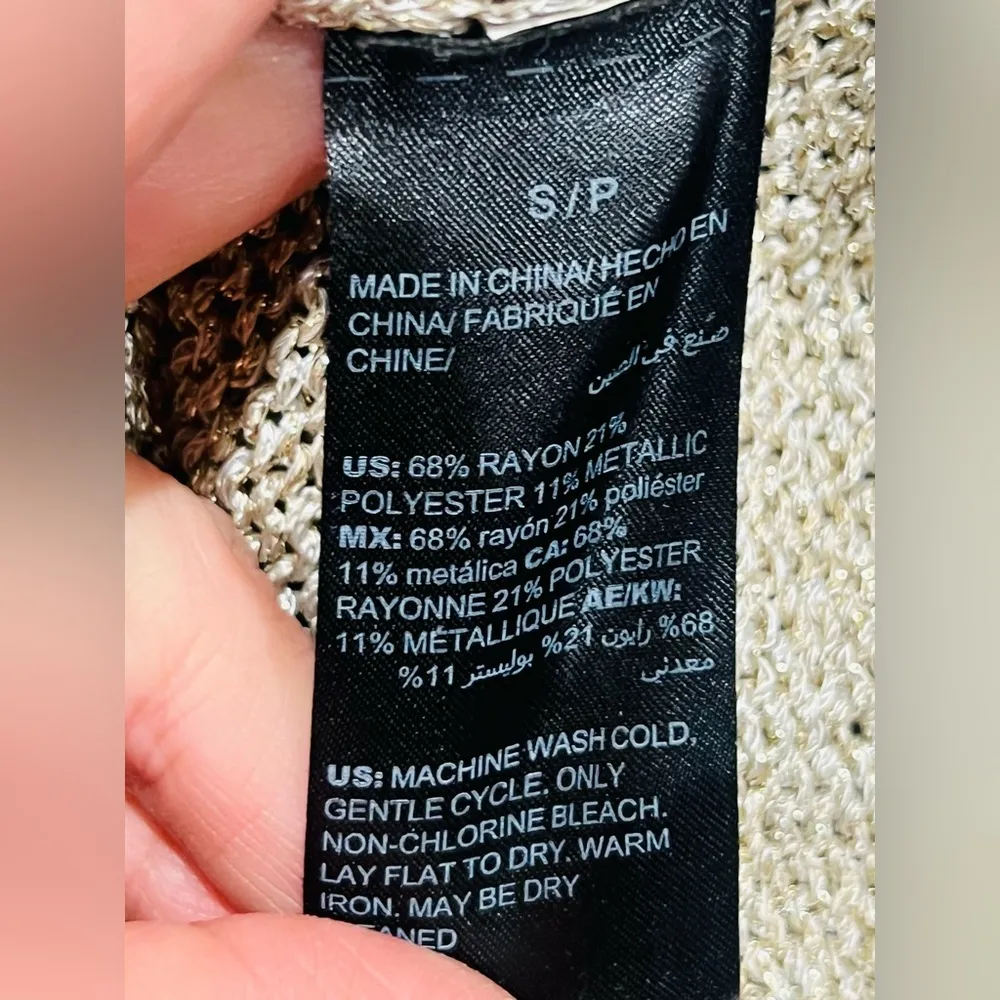 S/P
MADE IN CHINA/ HECHO EN
CHINA/ FABRIQUÉ EN
CHINE/
صنع في الصين
US: 68% RAYON 21%
POLYESTER 11% METALLIC
MX: 68% rayón 21% poliéster
11% metálica CA: 68%
RAYONNE 21% POLYESTER
11% MÉTALLIQUE AE/KW:
68% رايون 21% بوليستر 11%
معدني
US: MACHINE WASH COLD,
GENTLE CYCLE. ONLY
NON-CHLORINE BLEACH.
LAY FLAT TO DRY. WARM
IRON. MAY BE DRY